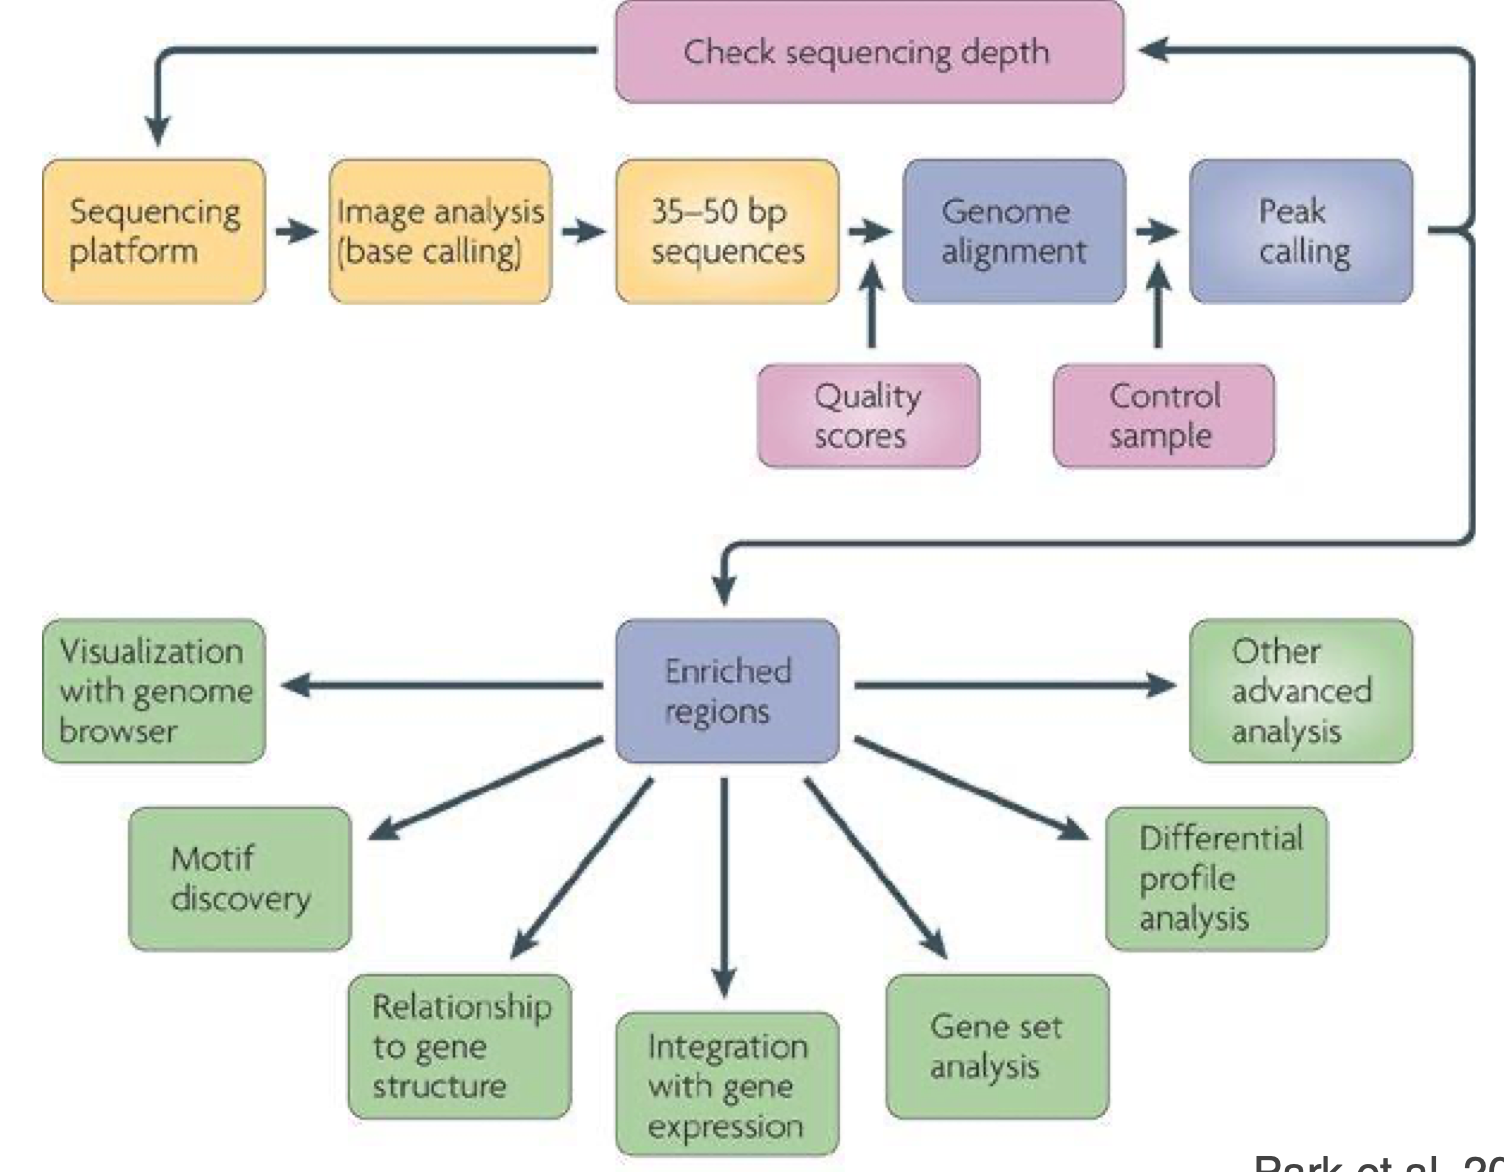 Check sequencing depth
Sequencing
platform
Image analysis
(base calling)
35–50 bp
sequences
Genome
alignment
Peak
calling
Quality
scores
Control
sample
Enriched
regions
Visualization
with genome
browser
Other
advanced
analysis
Motif
discovery
Differential
profile
analysis
Relationship
to gene
structure
Integration
with gene
expression
Gene set
analysis
Park et al. 20